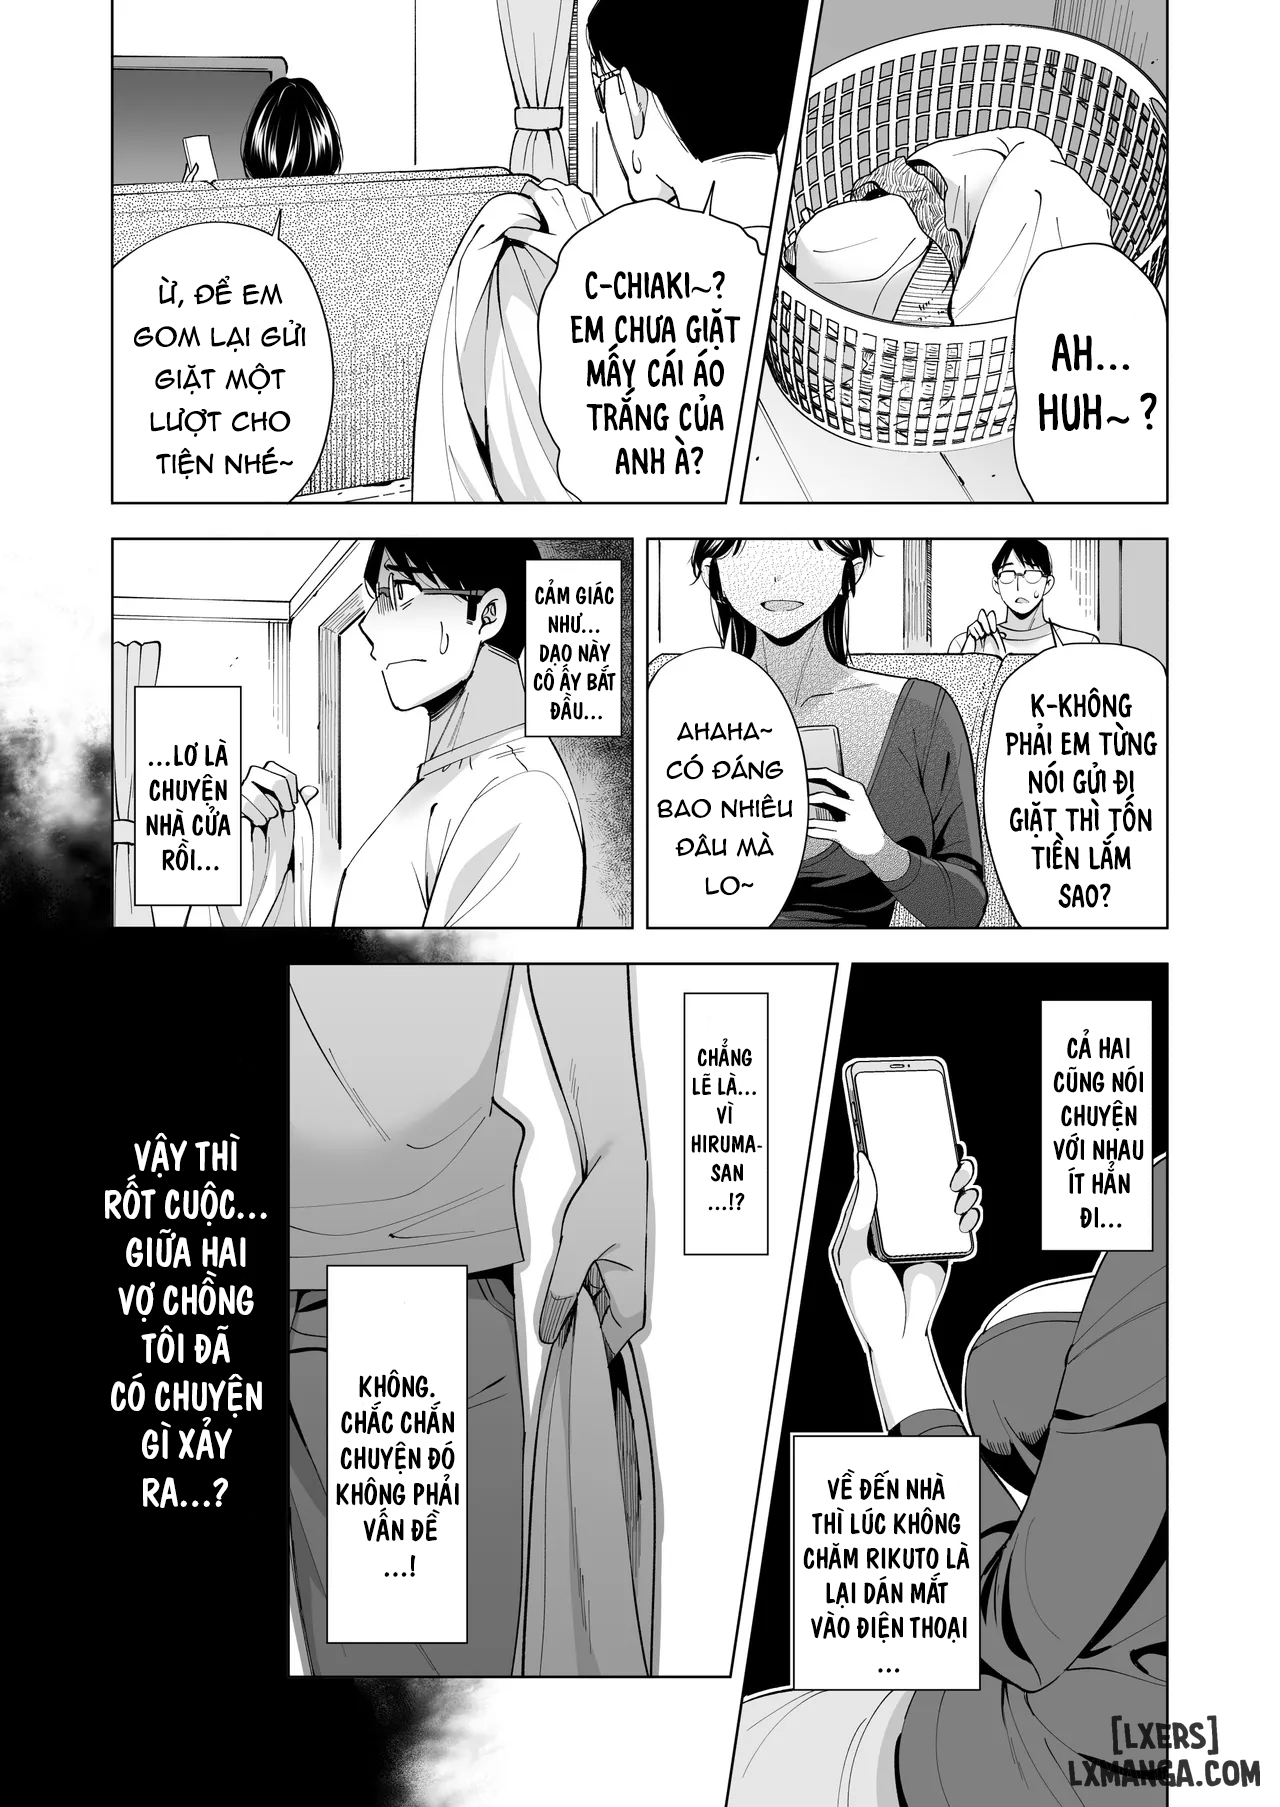 AH...
HUH~ ?
C-CHIAKI~?
EM CHƯA GIẶT
MẤY CÁI ÁO
TRẮNG CỦA
ANH À?
Ừ, ĐỂ EM
GOM LẠI GỬI
GIẶT MỘT
LƯỢT CHO
TIỆN NHÉ~
K-KHÔNG
PHẢI EM TỪNG
NÓI GỬI ĐI
GIẶT THÌ TỐN
TIỀN LẮM
SAO?
AHAHA~
CÓ ĐÁNG
BAO NHIÊU
ĐÂU MÀ
LO~
CẢM GIÁC
NHƯ...
DẠO NÀY
CÔ ẤY BẮT
ĐẦU...
...LƠ LÀ
CHUYỆN
NHÀ CỬA
RỒI...
CẢ HAI
CŨNG NÓI
CHUYỆN
VỚI NHAU
ÍT HẲN
ĐI...
VỀ ĐẾN NHÀ
THÌ LÚC KHÔNG
CHĂM RIKUTO LÀ
LẠI DÁN MẮT
VÀO ĐIỆN THOẠI
...
CHẲNG
LẼ LÀ...
VÌ
HIRUMA-
SAN
...!?
KHÔNG.
CHẮC CHẮN
CHUYỆN ĐÓ
KHÔNG PHẢI
VẤN ĐỀ
...!
VẬY THÌ
RỐT CUỘC...
GIỮA HAI
VỢ CHỒNG
TÔI ĐÃ
CÓ CHUYỆN
GÌ XẢY
RA...?
[LXERS]
LXMANGA.COM